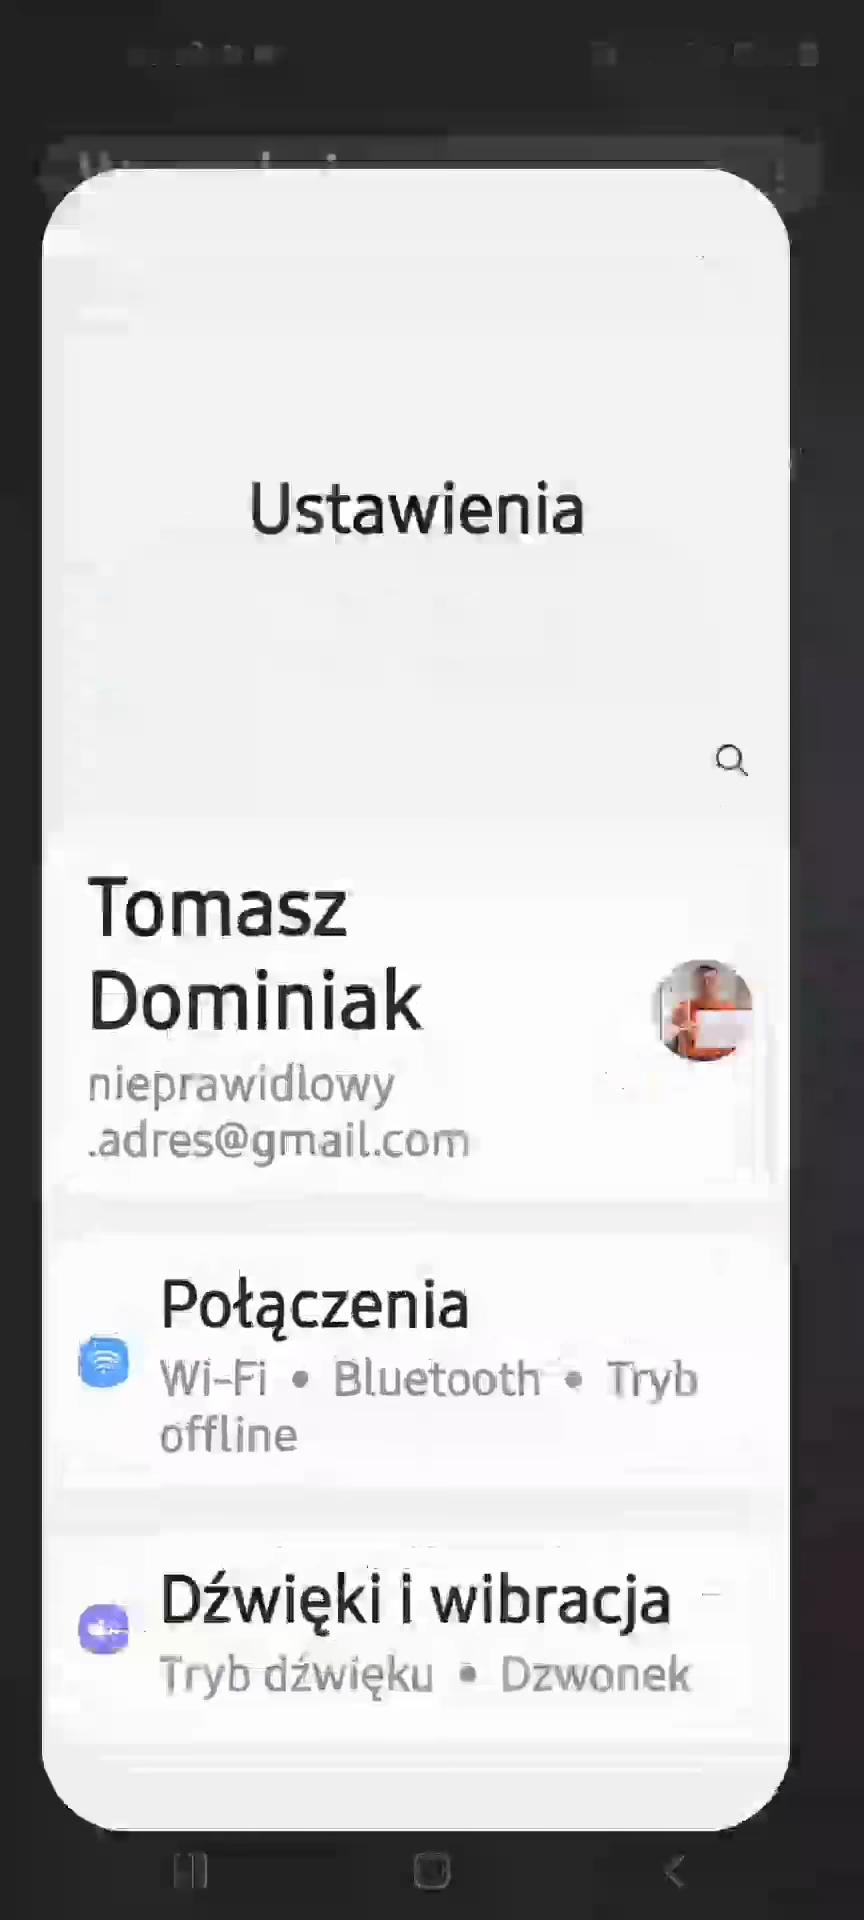 Ustawienia
Tomasz
Dominiak
nieprawidlowy
.adres@gmail.com
Połączenia
Wi-Fi • Bluetooth • Tryb
offline
Dźwięki i wibracja
Tryb dźwięku • Dzwonek